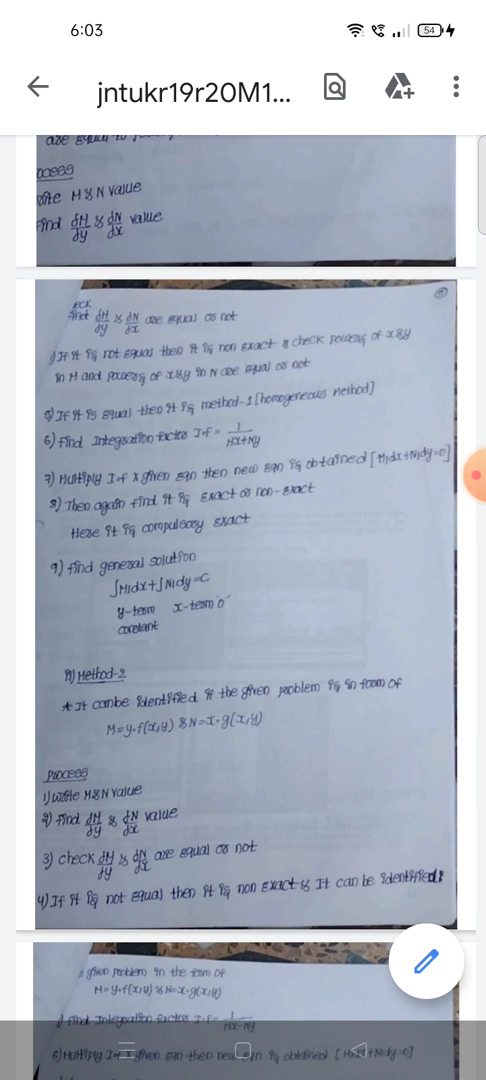 6:03
54
jntukr19r20M1...
are equal
ocess
rite M & N value
Find dM/dy & dN/dx value
ECK
Find dM/dy & dN/dx are equal or not
)If it is not equal then it is non exact & check powers of x&y
in M and powers of x&y in N are equal or not
5) If it is equal then it is method-1 [homogeneous method]
6) Find Integration factor I.f = 1/Mx+Ny
7) Multiply I.f x given eqn then new eqn is obtained [M1dx+N1dy=0]
8) Then again find it is Exact or non-exact
Here it is compulsory exact
9) find general solution
∫M1dx+∫N1dy=C
y-term x-term 'o'
constant
Method-2
* It can be identified if the given problem is in form of
M=y.f(x,y) & N=x.g(x,y)
process
1) write M&N value
2) Find dM/dy & dN/dx value
3) check dM/dy & dN/dx are equal or not
4) If it is not equal then it is non exact & It can be identified:
given problem in the form of
M=y.f(x,y) & N=x.g(x,y)
) Find Integration factor I.f= 1/Mx-Ny
6) Multiply I.f x given eqn then new eqn is obtained [M1dx+N1dy=0]